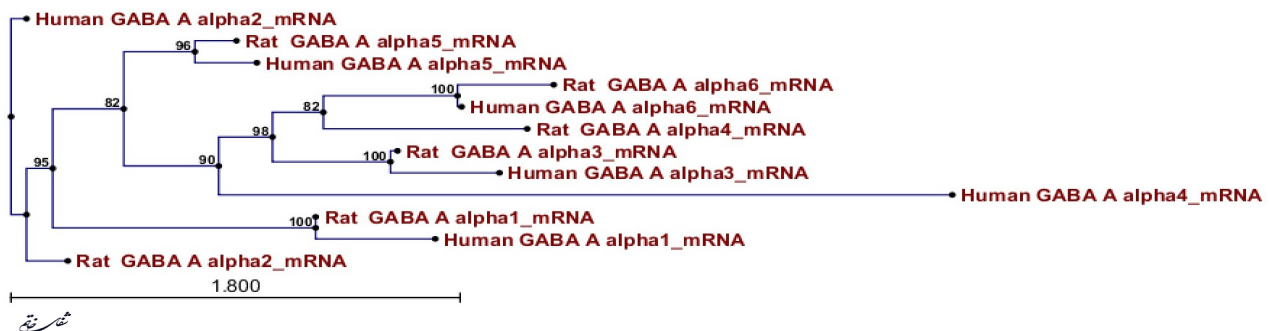 Human GABA A alpha2_mRNA
96
Rat GABA A alpha5_mRNA
Human GABA A alpha5_mRNA
Rat GABA A alpha6_mRNA
100
82
Human GABA A alpha6_mRNA
82
Rat GABA A alpha4_mRNA
98
Rat GABA A alpha3_mRNA
100
90
95
Human GABA A alpha3_mRNA
Human GABA A alpha4_mRNA
Rat GABA A alpha1_mRNA
100
Human GABA A alpha1_mRNA
Rat GABA A alpha2_mRNA
1.800
شفای خاتم